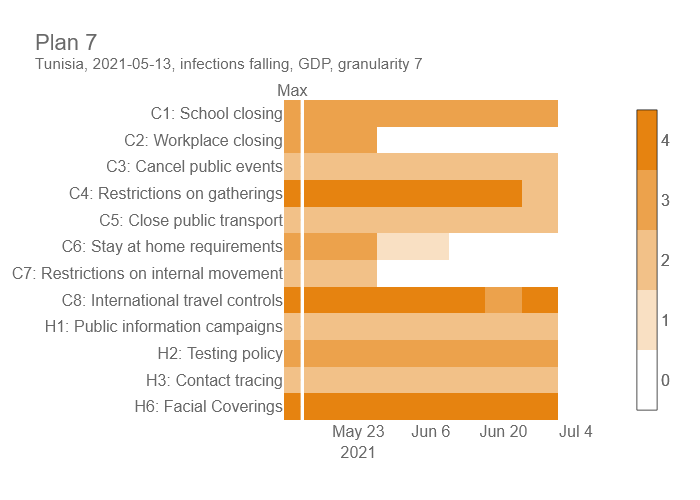 Plan 7
Tunisia, 2021-05-13, infections falling, GDP, granularity 7
Max
C1: School closing
C2: Workplace closing
C3: Cancel public events
C4: Restrictions on gatherings
C5: Close public transport
C6: Stay at home requirements
C7: Restrictions on internal movement
C8: International travel controls
H1: Public information campaigns
H2: Testing policy
H3: Contact tracing
H6: Facial Coverings
May 23 Jun 6 Jun 20 Jul 4
2021
4
3
2
1
0